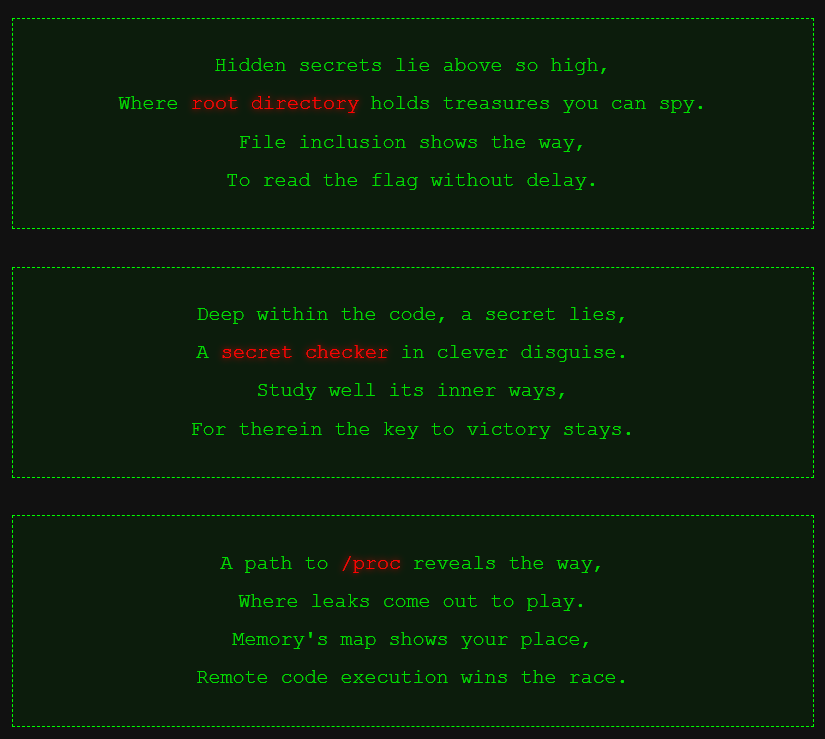 Hidden secrets lie above so high,
Where root directory holds treasures you can spy.
File inclusion shows the way,
To read the flag without delay.
Deep within the code, a secret lies,
A secret checker in clever disguise.
Study well its inner ways,
For therein the key to victory stays.
A path to /proc reveals the way,
Where leaks come out to play.
Memory's map shows your place,
Remote code execution wins the race.